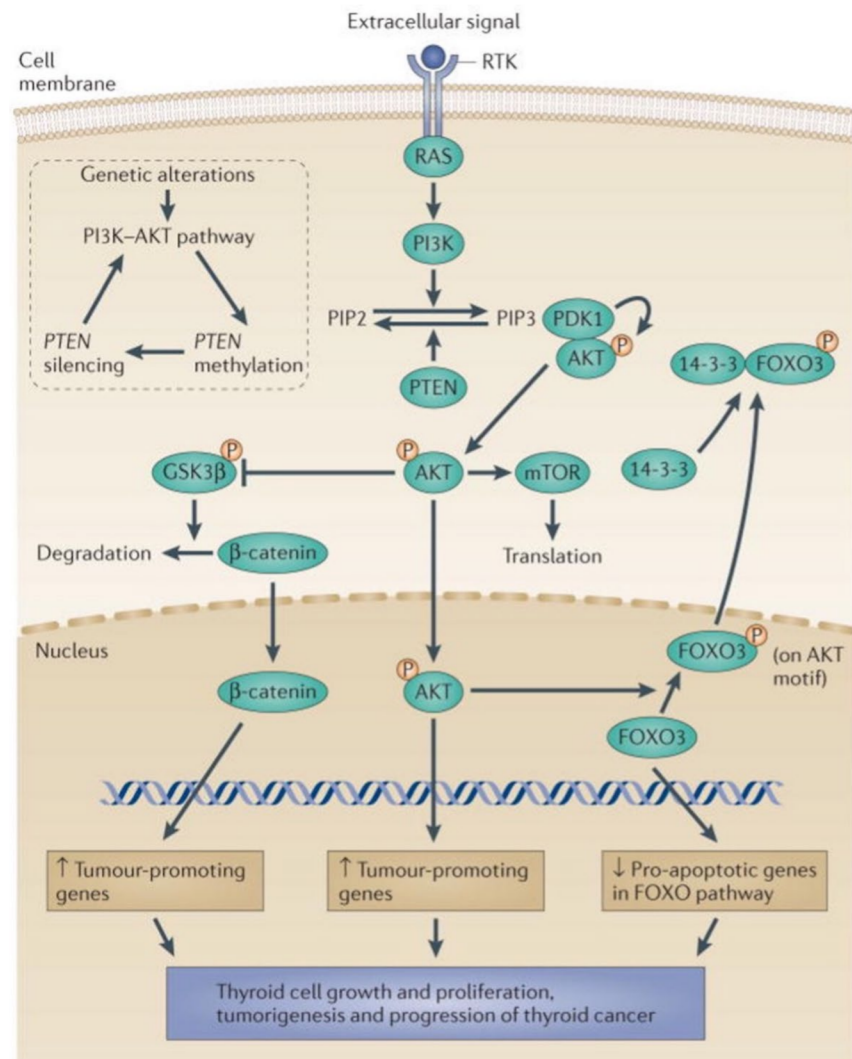 Extracellular signal
Cell
membrane
RTK
RAS
Genetic alterations
PI3K–AKT pathway
PTEN
silencing
PTEN
methylation
PI3K
PIP2
PIP3
PDK1
AKT
P
PTEN
14-3-3
FOXO3
P
GSK3β
P
P
AKT
mTOR
14-3-3
Degradation
β-catenin
Translation
Nucleus
FOXO3
P
(on AKT
motif)
β-catenin
P
AKT
FOXO3
↑ Tumour-promoting
genes
↑ Tumour-promoting
genes
↓ Pro-apoptotic genes
in FOXO pathway
Thyroid cell growth and proliferation,
tumorigenesis and progression of thyroid cancer